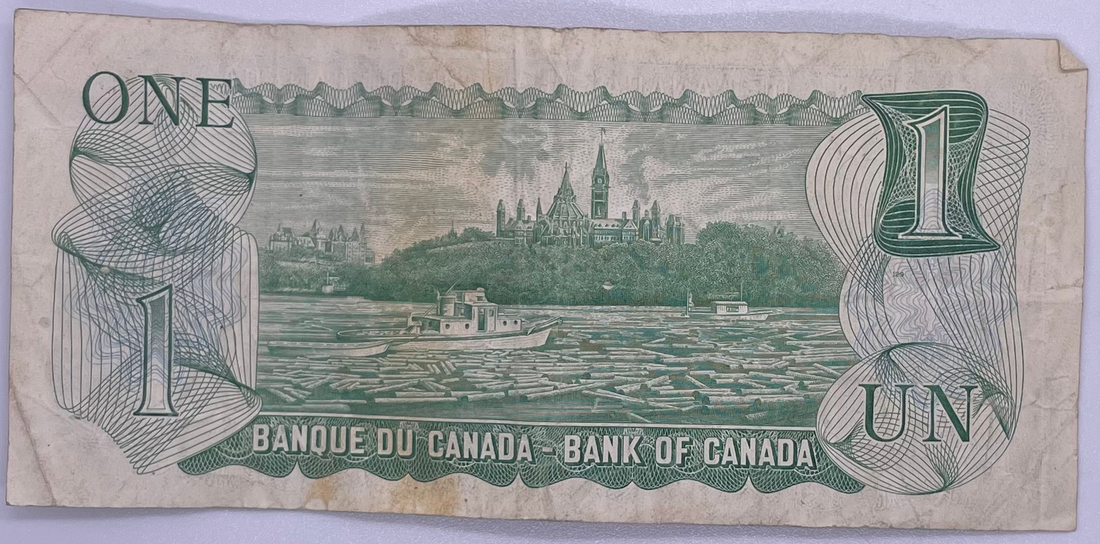 ONE
1
1
UN
BANQUE DU CANADA - BANK OF CANADA